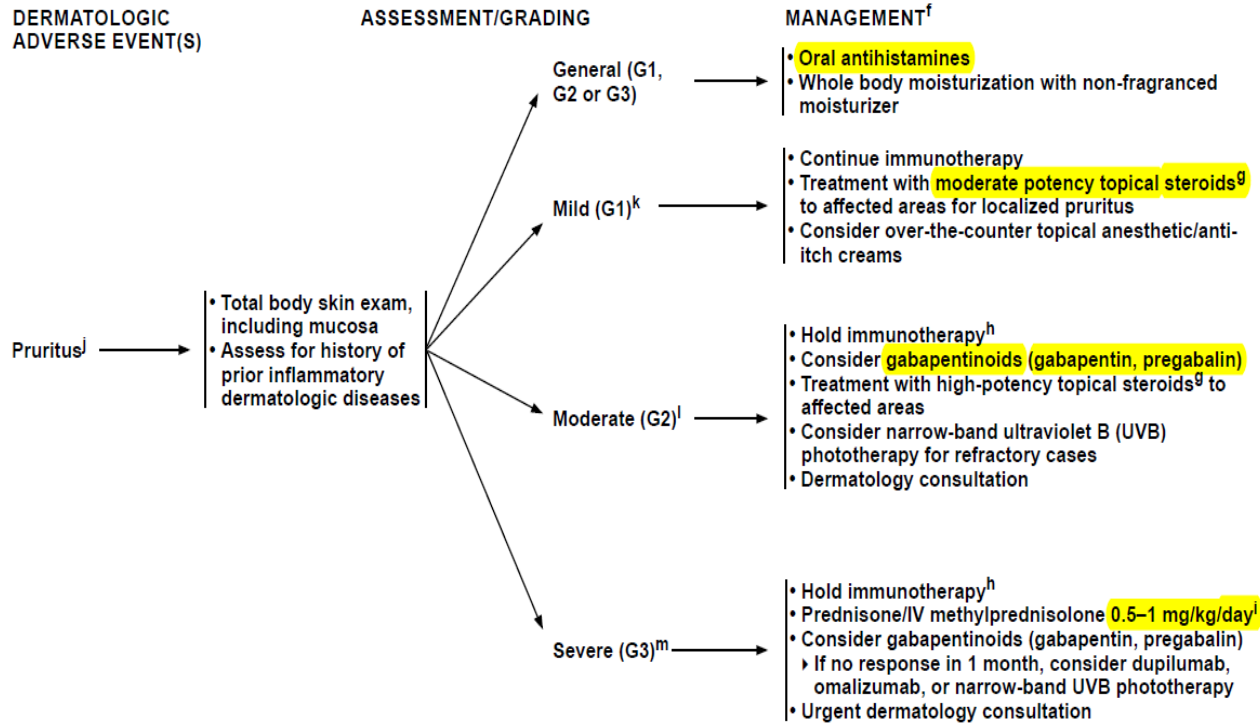 DERMATOLOGIC
ADVERSE EVENT(S)
ASSESSMENT/GRADING
MANAGEMENTf
Pruritusj
• Total body skin exam,
including mucosa
• Assess for history of
prior inflammatory
dermatologic diseases
General (G1,
G2 or G3)
• Oral antihistamines
• Whole body moisturization with non-fragranced
moisturizer
Mild (G1)k
• Continue immunotherapy
• Treatment with moderate potency topical steroidsg
to affected areas for localized pruritus
• Consider over-the-counter topical anesthetic/anti-
itch creams
Moderate (G2)l
• Hold immunotherapyh
• Consider gabapentinoids (gabapentin, pregabalin)
• Treatment with high-potency topical steroidsg to
affected areas
• Consider narrow-band ultraviolet B (UVB)
phototherapy for refractory cases
• Dermatology consultation
Severe (G3)m
• Hold immunotherapyh
• Prednisone/IV methylprednisolone 0.5–1 mg/kg/dayi
• Consider gabapentinoids (gabapentin, pregabalin)
‣ If no response in 1 month, consider dupilumab,
omalizumab, or narrow-band UVB phototherapy
• Urgent dermatology consultation